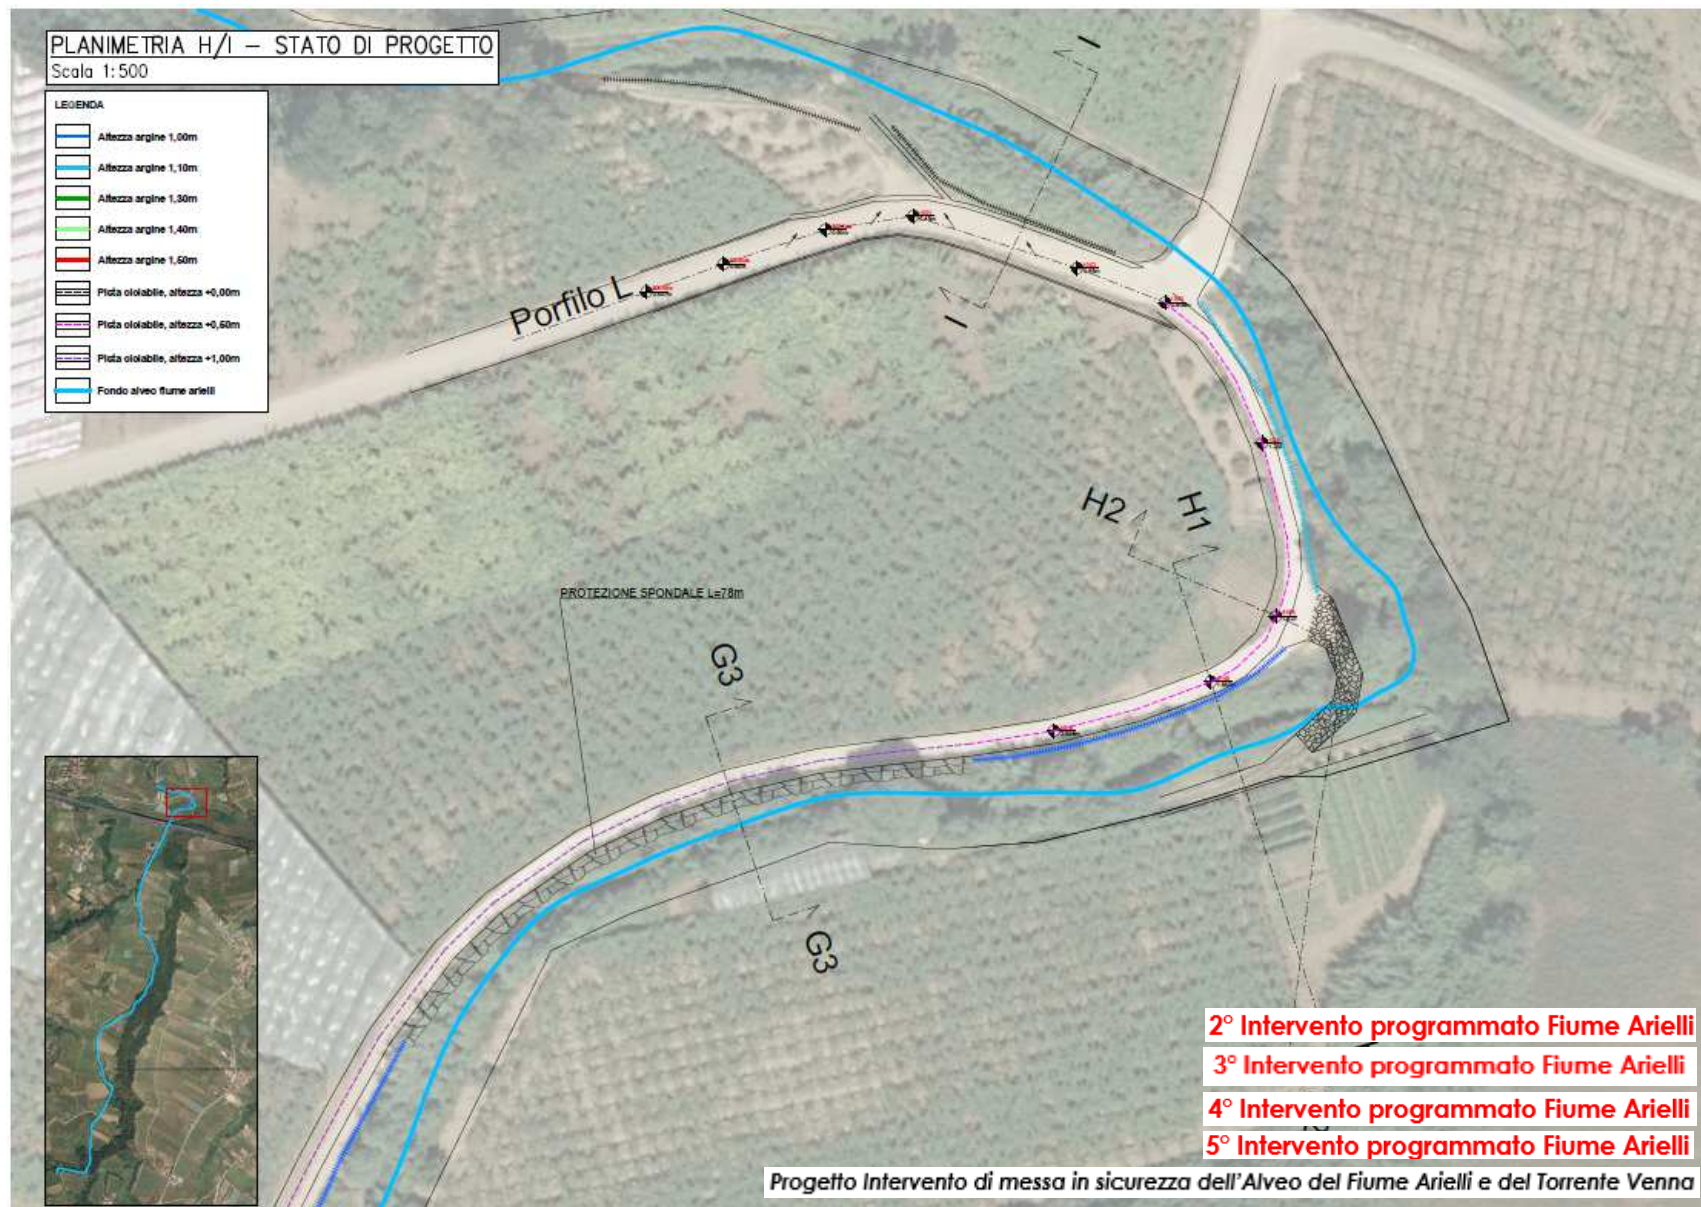 PLANIMETRIA H/I – STATO DI PROGETTO
Scala 1:500
LEGENDA
Altezza argine 1,00m
Altezza argine 1,10m
Altezza argine 1,30m
Altezza argine 1,40m
Altezza argine 1,50m
Pista ciclabile, altezza +0,00m
Pista ciclabile, altezza +0,50m
Pista ciclabile, altezza +1,00m
Fondo alveo fiume arielli
I
Porfilo L
I
H2
H1
PROTEZIONE SPONDALE L=78m
G3
G3
2° Intervento programmato Fiume Arielli
3° Intervento programmato Fiume Arielli
4° Intervento programmato Fiume Arielli
5° Intervento programmato Fiume Arielli
Progetto Intervento di messa in sicurezza dell'Alveo del Fiume Arielli e del Torrente Venna